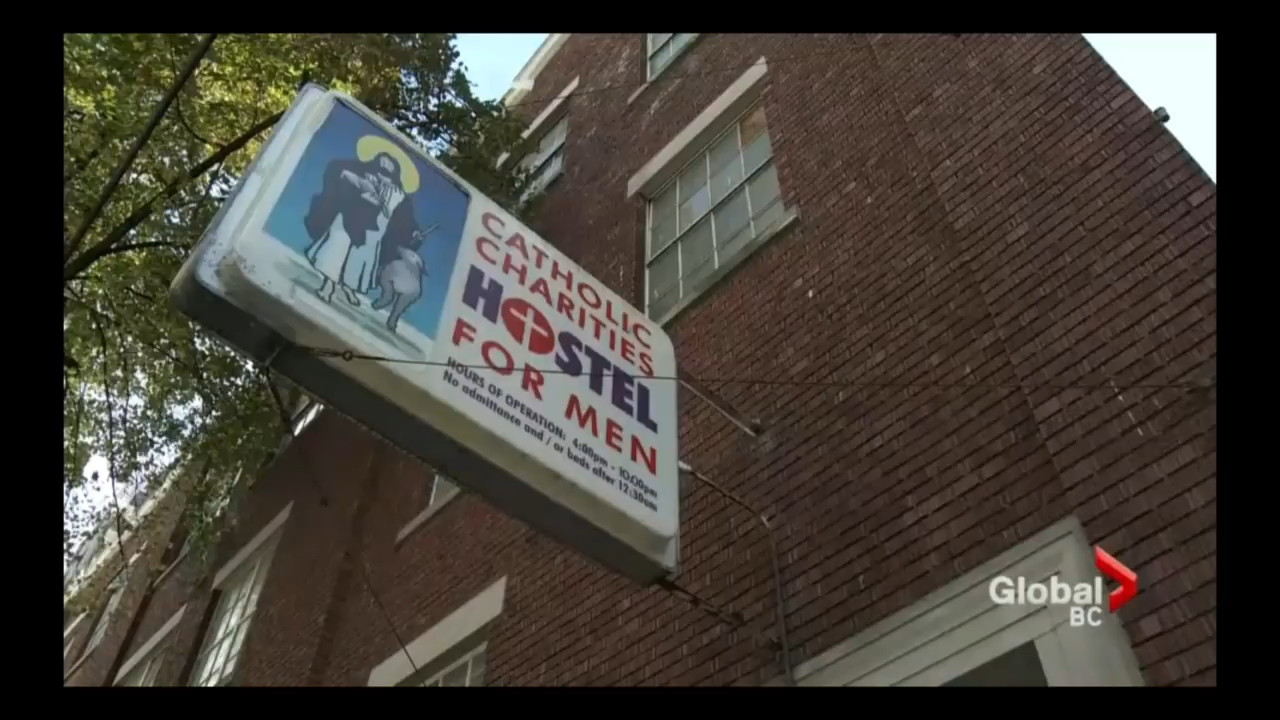 CATHOLIC
CHARITIES
HOSTEL
FOR MEN
HOURS OF OPERATION: 4:00pm - 10:00pm
No admittance and / or beds after 12:30am
Global
BC